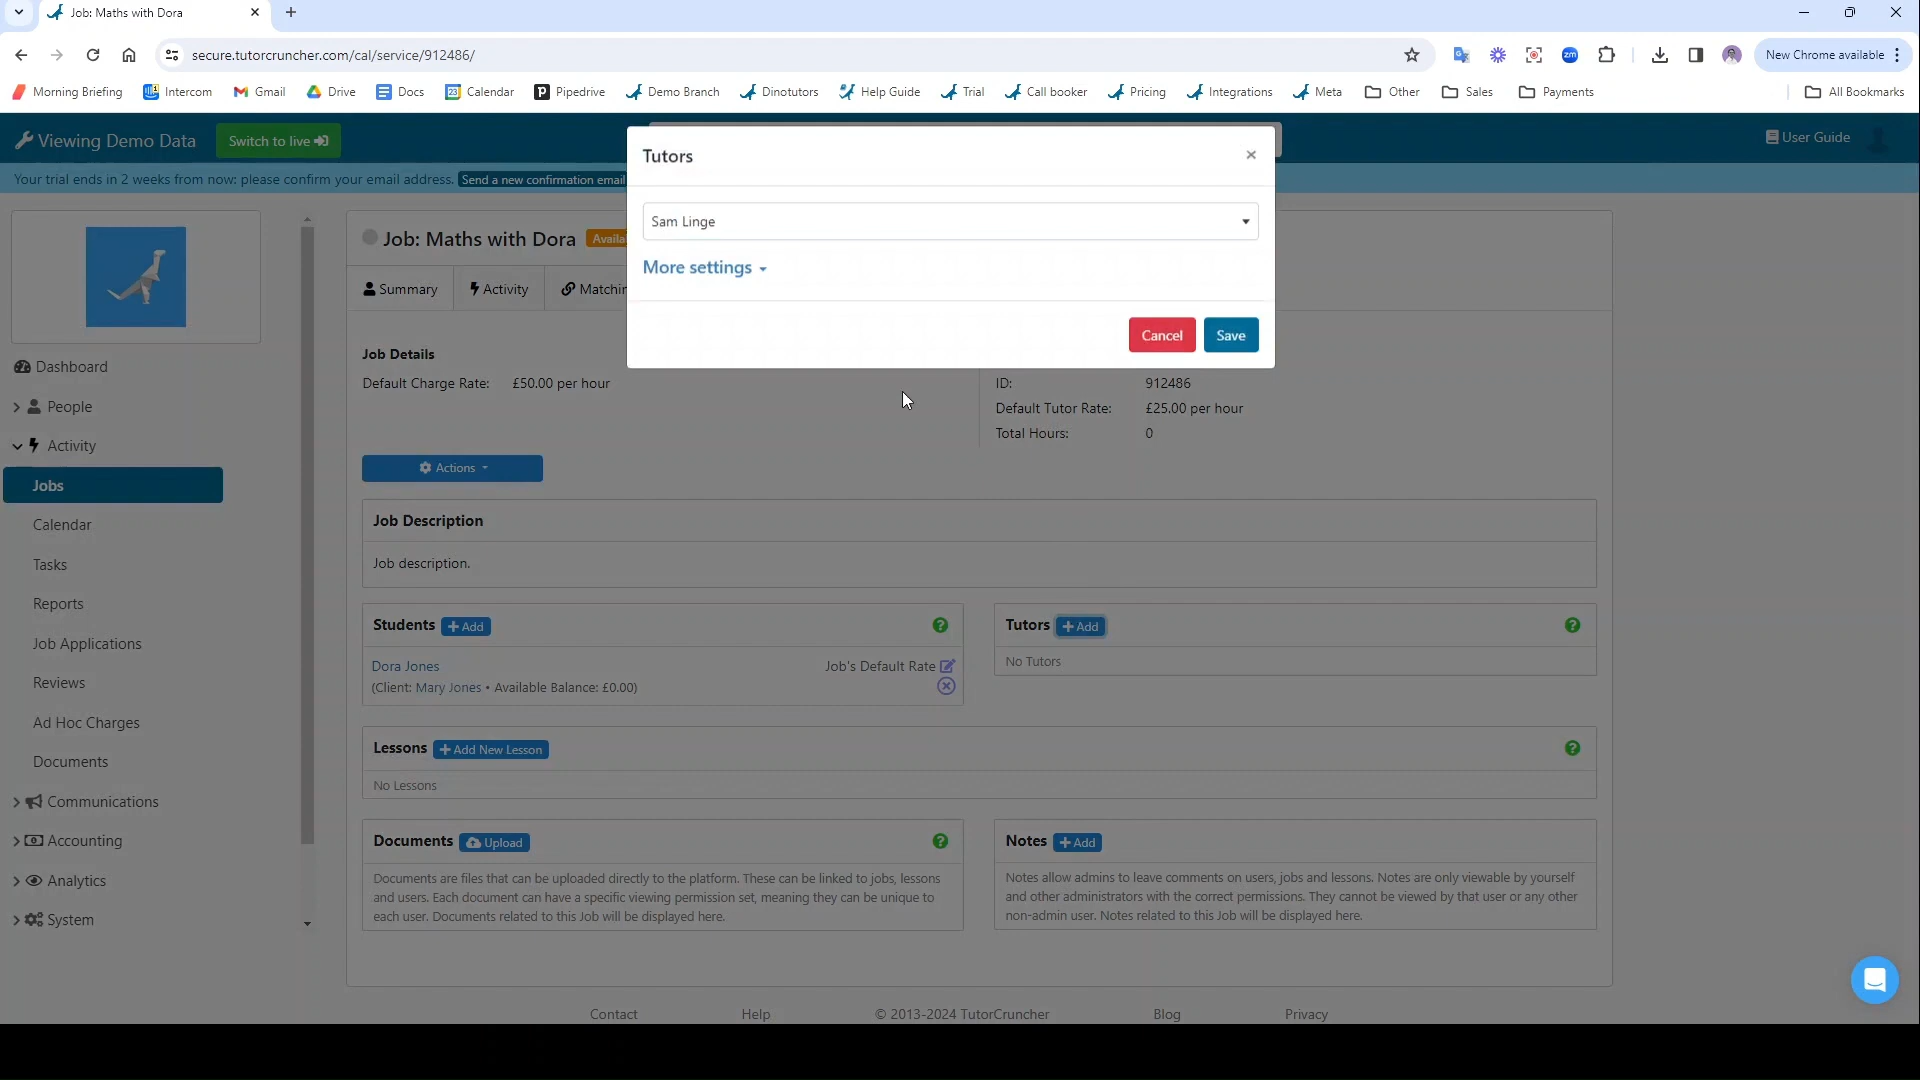 Job: Maths with Dora
secure.tutorcruncher.com/cal/service/912486/
zm
New Chrome available
Morning Briefing
Intercom
Gmail
Drive
Docs
23 Calendar
Pipedrive
Demo Branch
Dinotutors
Help Guide
Trial
Call booker
Pricing
Integrations
Meta
Other
Sales
Payments
All Bookmarks
Viewing Demo Data
Switch to live
User Guide
Your trial ends in 2 weeks from now: please confirm your email address.
Send a new confirmation email
Tutors
Sam Linge
More settings
Cancel
Save
Dashboard
People
Activity
Jobs
Calendar
Tasks
Reports
Job Applications
Reviews
Ad Hoc Charges
Documents
Communications
Accounting
Analytics
System
Job: Maths with Dora
Availa
Summary
Activity
Matchin
Job Details
Default Charge Rate: £50.00 per hour
ID: 912486
Default Tutor Rate: £25.00 per hour
Total Hours: 0
Actions
Job Description
Job description.
Students + Add
Dora Jones
Job's Default Rate
(Client: Mary Jones • Available Balance: £0.00)
Tutors + Add
No Tutors
Lessons + Add New Lesson
No Lessons
Documents Upload
Documents are files that can be uploaded directly to the platform. These can be linked to jobs, lessons
and users. Each document can have a specific viewing permission set, meaning they can be unique to
each user. Documents related to this Job will be displayed here.
Notes + Add
Notes allow admins to leave comments on users, jobs and lessons. Notes are only viewable by yourself
and other administrators with the correct permissions. They cannot be viewed by that user or any other
non-admin user. Notes related to this Job will be displayed here.
Contact
Help
© 2013-2024 TutorCruncher
Blog
Privacy